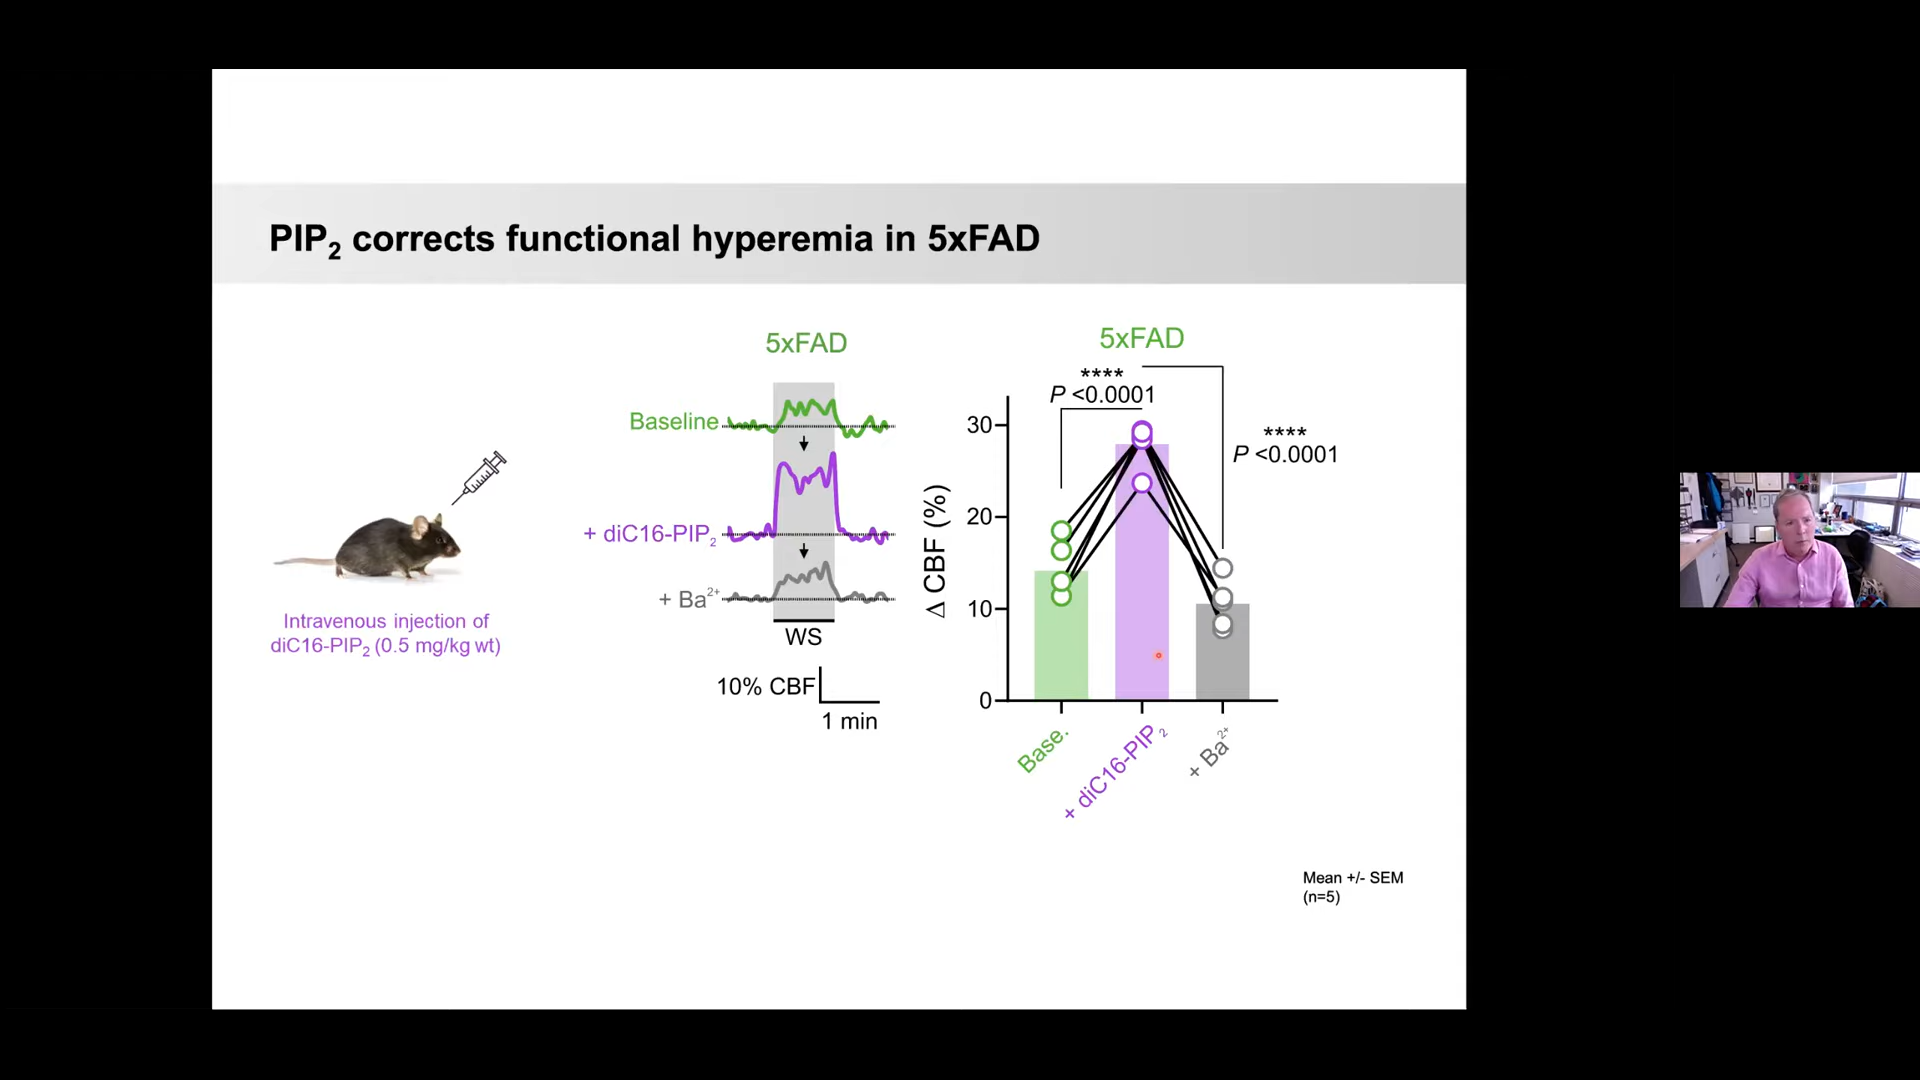 PIP₂ corrects functional hyperemia in 5xFAD
Intravenous injection of
diC16-PIP₂ (0.5 mg/kg wt)
5xFAD
Baseline
+ diC16-PIP₂
+ Ba²⁺
WS
10% CBF
1 min
5xFAD
****
P <0.0001
****
P <0.0001
Δ CBF (%)
30
20
10
0
Base.
+ diC16-PIP₂
+ Ba²⁺
Mean +/- SEM
(n=5)